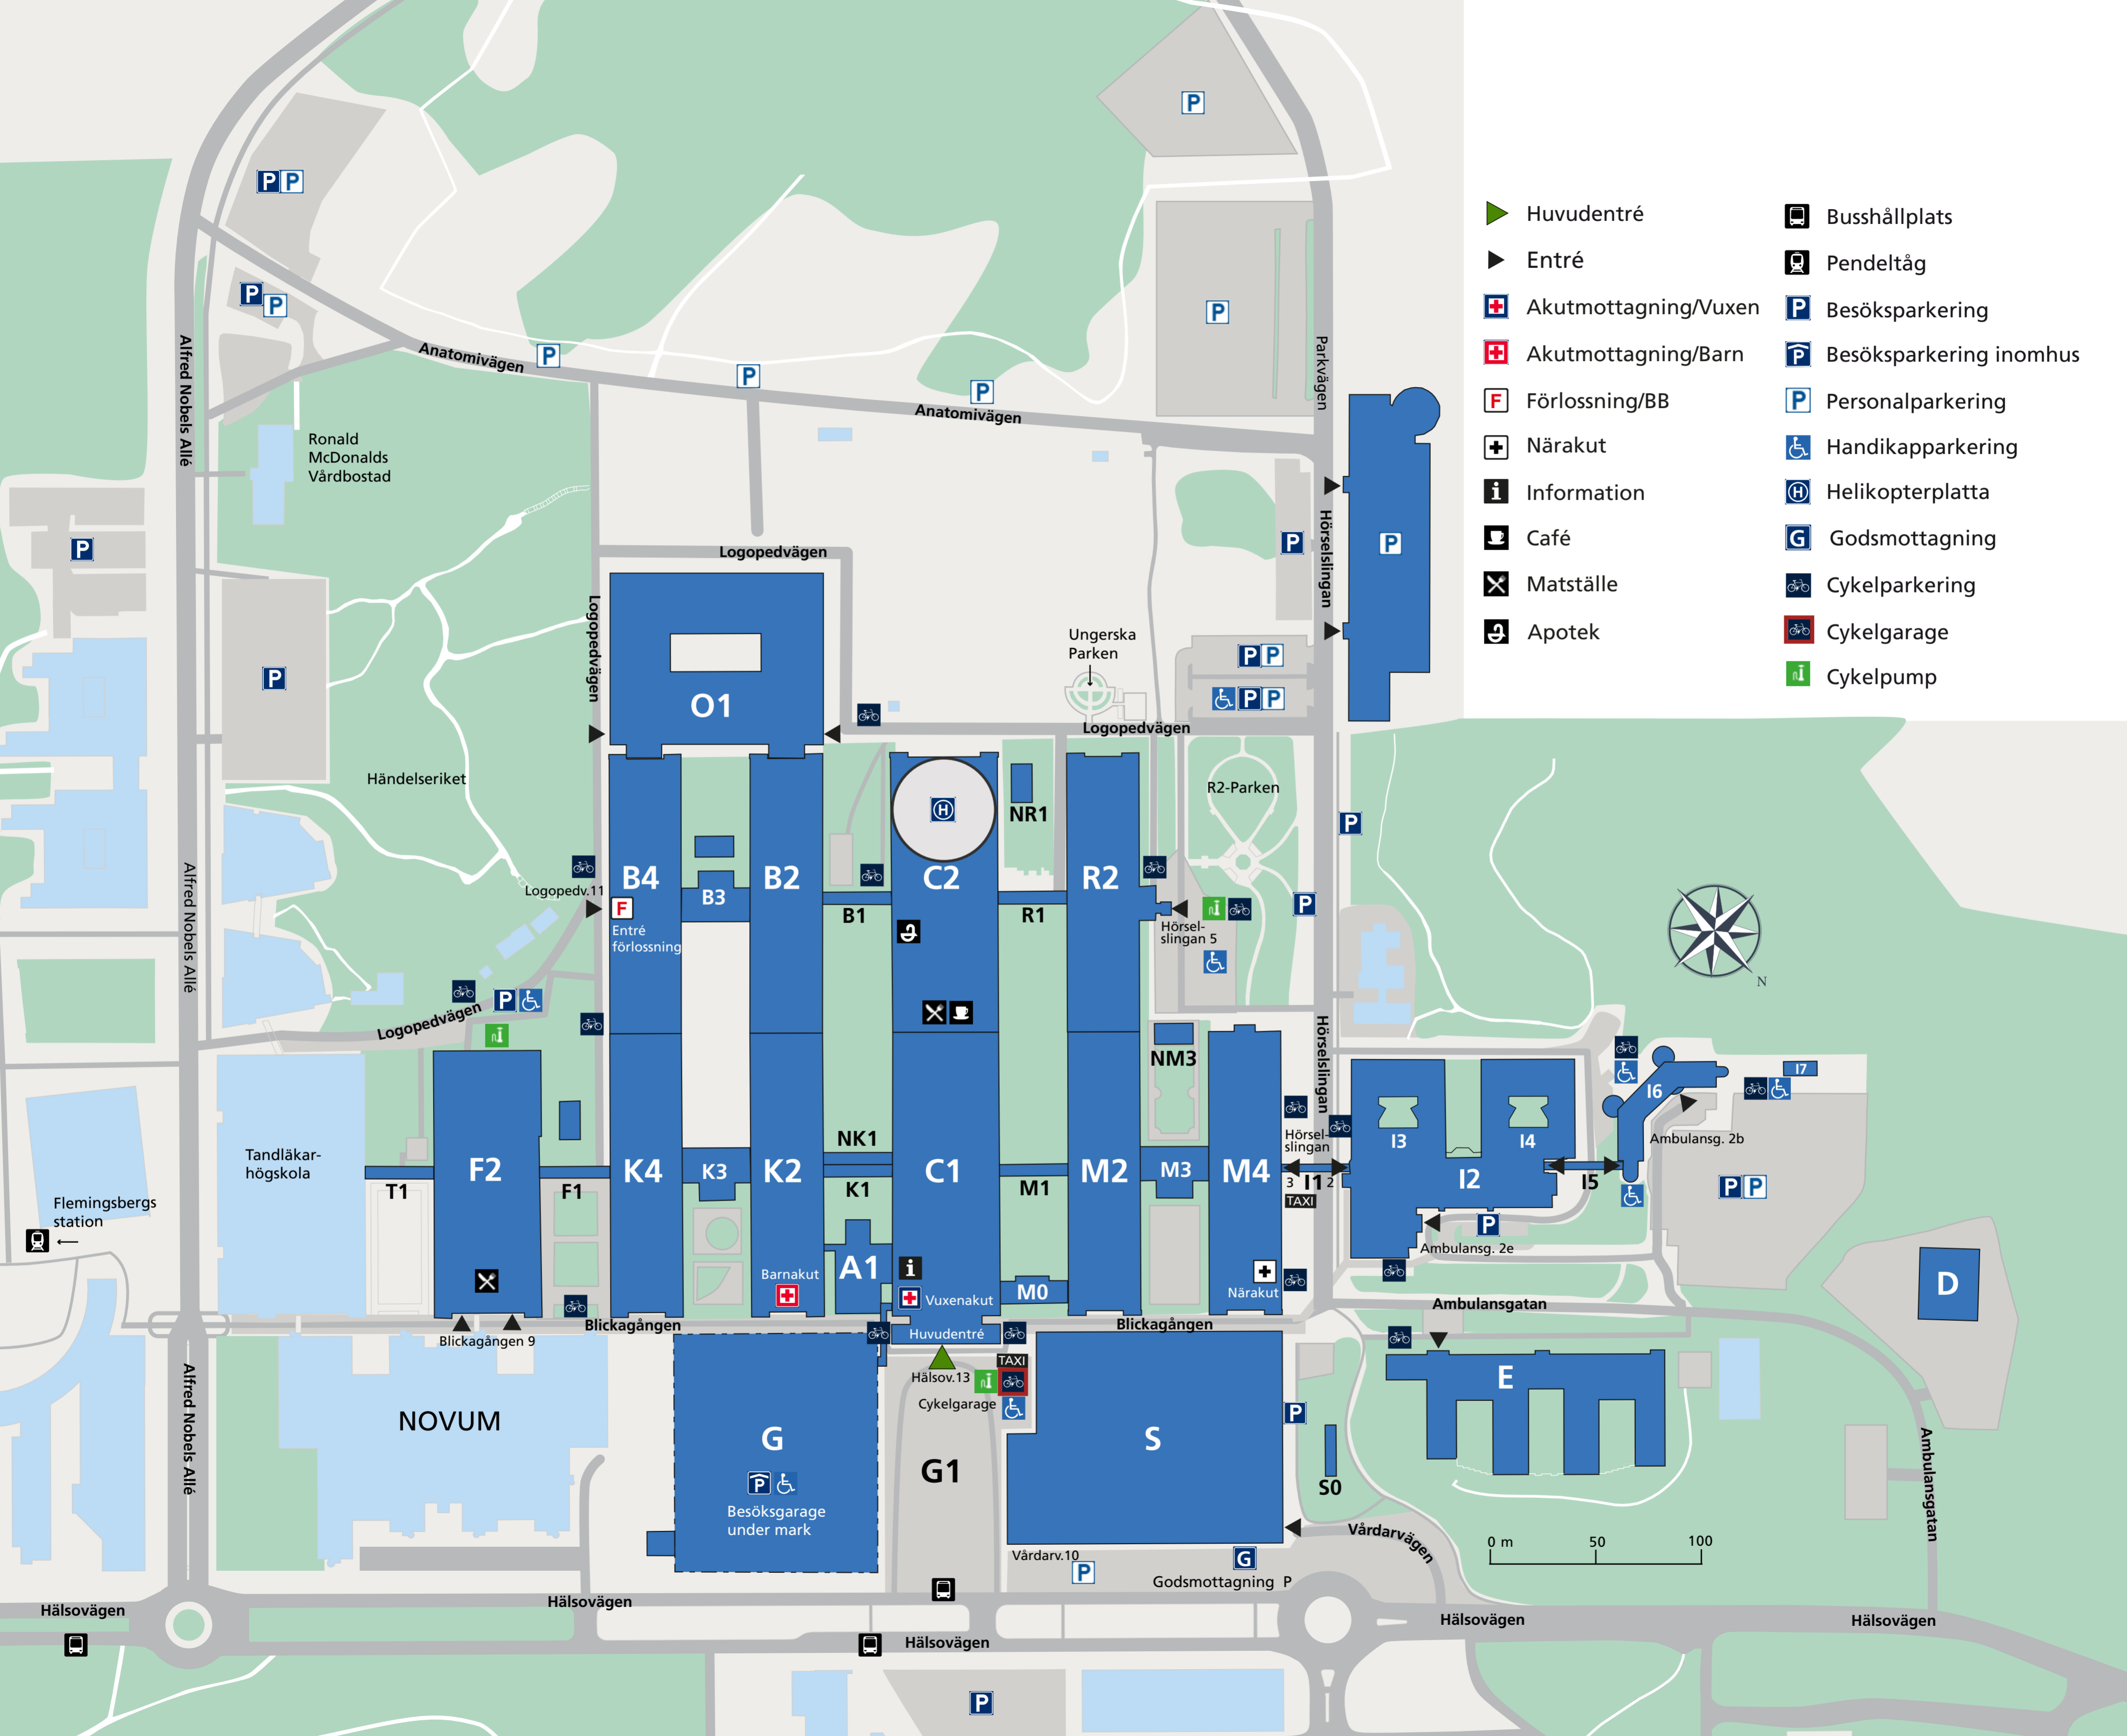 P
P P
P
P
P
Anatomivägen
P
P
P
Anatomivägen
Alfred Nobels Allé
Parkvägen
Huvudentré
Entré
Akutmottagning/Vuxen
Akutmottagning/Barn
F Förlossning/BB
Närakut
i Information
Café
Matställe
Apotek
Busshållplats
Pendeltåg
P Besöksparkering
P Besöksparkering inomhus
P Personalparkering
Handikapparkering
H Helikopterplatta
G Godsmottagning
Cykelparkering
Cykelgarage
Cykelpump
Ronald
McDonalds
Vårdbostad
P
P
P
Hörselslingan
Logopedvägen
Logopedvägen
Ungerska
Parken
P P
P P
P
O1
Logopedvägen
Händelseriket
H
NR1
R2-Parken
P
B4
B3
B2
C2
R2
Logopedv.11
F
Entré
förlossning
B1
R1
Hörsel-
slingan 5
P
Alfred Nobels Allé
N
P
Logopedvägen
Hörselslingan
NM3
I7
I6
Tandläkar-
högskola
T1
F2
F1
K4
K3
K2
NK1
K1
C1
M1
M2
M3
M4
Hörsel-
slingan
3 I1 2
TAXI
I3
I4
I2
I5
Ambulansg. 2b
P P
Flemingsbergs
station
P
Ambulansg. 2e
D
A1
i
Barnakut
Vuxenakut
M0
Närakut
Blickagången 9
Blickagången
Huvudentré
Blickagången
Ambulansgatan
Alfred Nobels Allé
NOVUM
Hälsov.13
TAXI
Cykelgarage
E
G
P
Besöksgarage
under mark
G1
S
P
S0
Ambulansgatan
Vårdarvägen
0 m 50 100
Vårdarv.10
P
G
Godsmottagning P
Hälsovägen
Hälsovägen
Hälsovägen
Hälsovägen
Hälsovägen
P